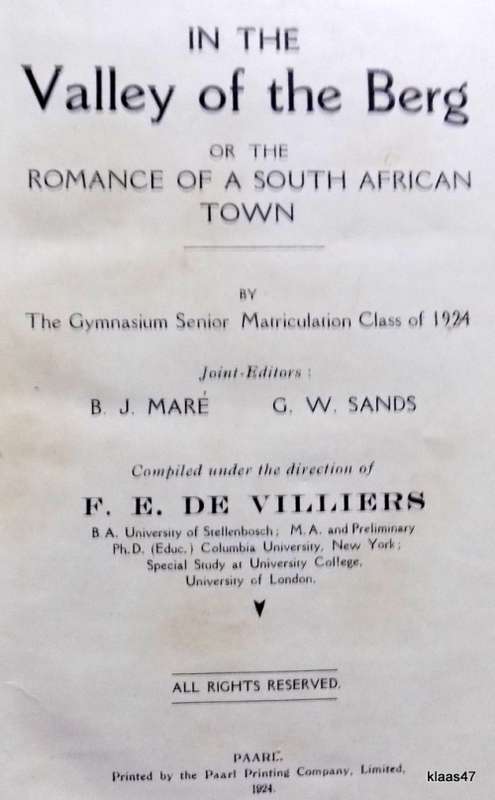 IN THE
Valley of the Berg
OR THE
ROMANCE OF A SOUTH AFRICAN
TOWN
BY
The Gymnasium Senior Matriculation Class of 1924
Joint-Editors :
B. J. MARÉ G. W. SANDS
Compiled under the direction of
F. E. DE VILLIERS
B.A. University of Stellenbosch; M.A. and Preliminary
Ph.D. (Educ.) Columbia University, New York;
Special Study at University College,
University of London.
ALL RIGHTS RESERVED.
PAARL.
Printed by the Paarl Printing Company, Limited,
1924.
klaas47